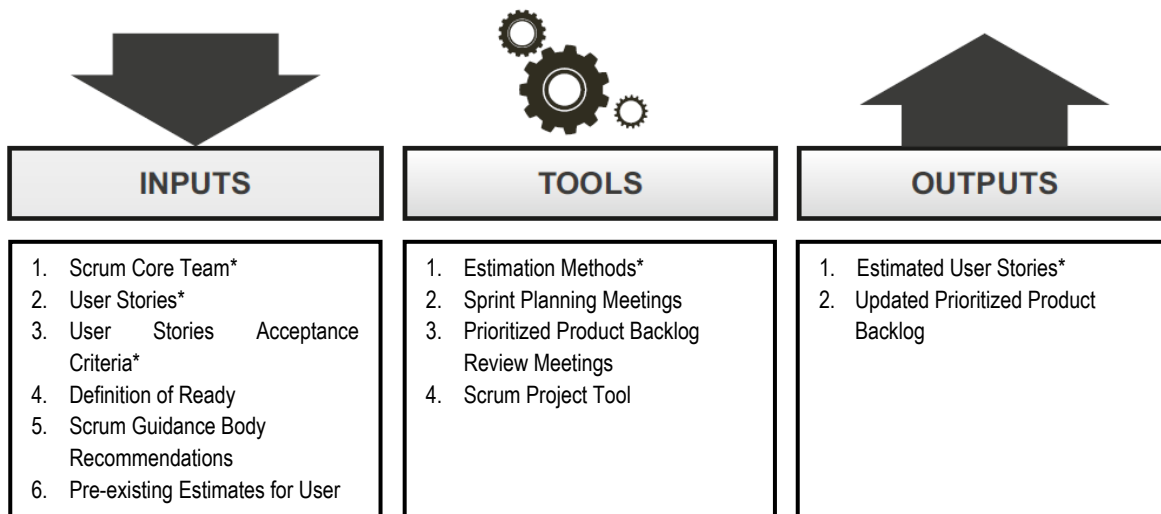 INPUTS
1. Scrum Core Team*
2. User Stories*
3. User Stories Acceptance
Criteria*
4. Definition of Ready
5. Scrum Guidance Body
Recommendations
6. Pre-existing Estimates for User
TOOLS
1. Estimation Methods*
2. Sprint Planning Meetings
3. Prioritized Product Backlog
Review Meetings
4. Scrum Project Tool
OUTPUTS
1. Estimated User Stories*
2. Updated Prioritized Product
Backlog